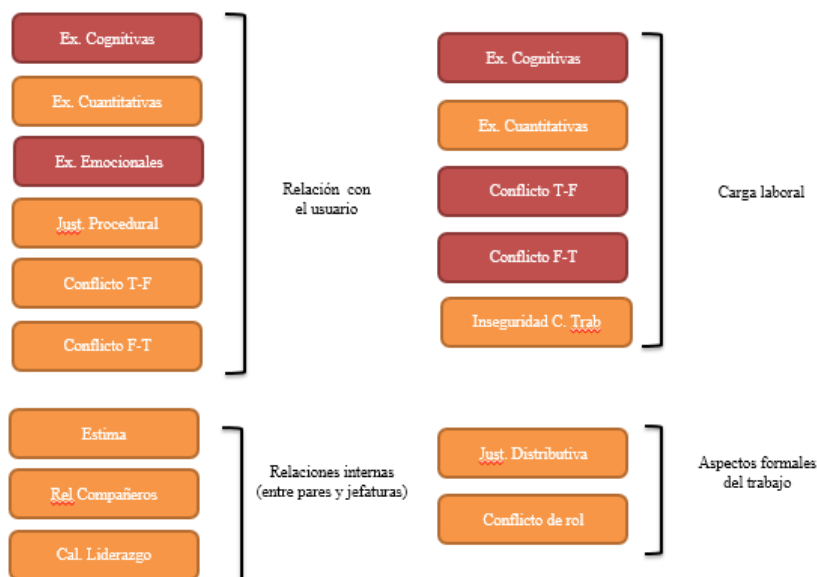 Ex. Cognitivas
Ex. Cuantitativas
Ex. Emocionales
Just. Procedural
Conflicto T-F
Conflicto F-T
Relación con
el usuario
Ex. Cognitivas
Ex. Cuantitativas
Conflicto T-F
Conflicto F-T
Inseguridad C. Trab
Carga laboral
Estima
Rel Compañeros
Cal. Liderazgo
Relaciones internas
(entre pares y jefaturas)
Just. Distributiva
Conflicto de rol
Aspectos formales
del trabajo